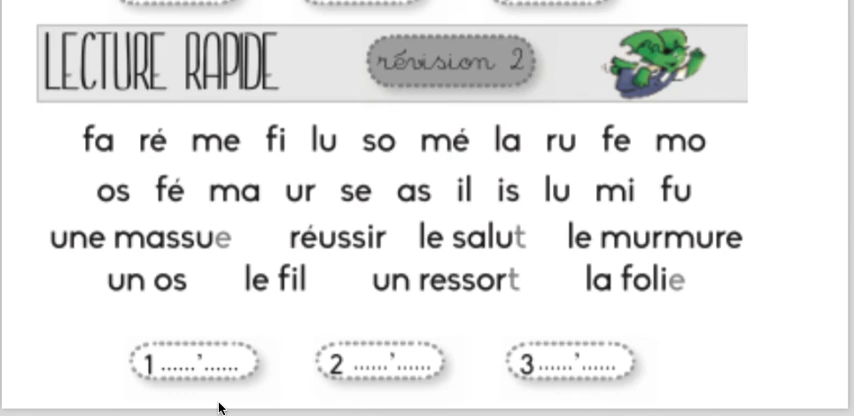 LECTURE RAPIDE révision 2
fa ré me fi lu so mé la ru fe mo
os fé ma ur se as il is lu mi fu
une massue réussir le salut le murmure
un os le fil un ressort la folie
1 ......'...... 2 ......'...... 3 ......'......